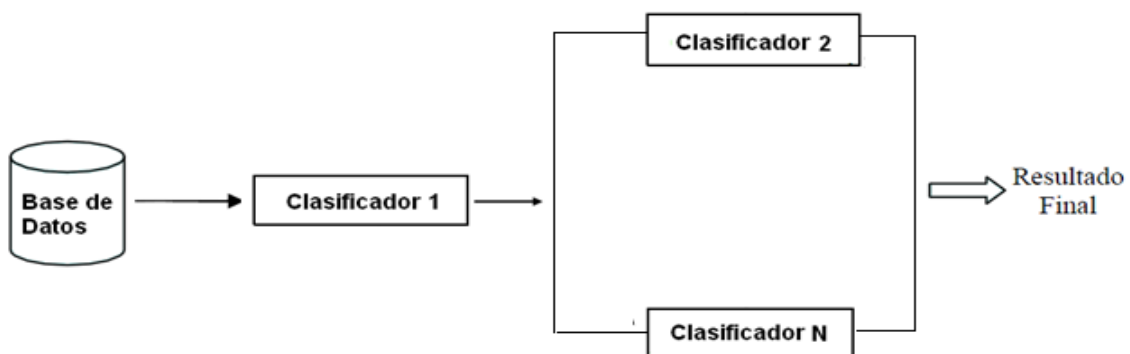 Clasificador 2
Base de
Datos
Clasificador 1
Resultado
Final
Clasificador N